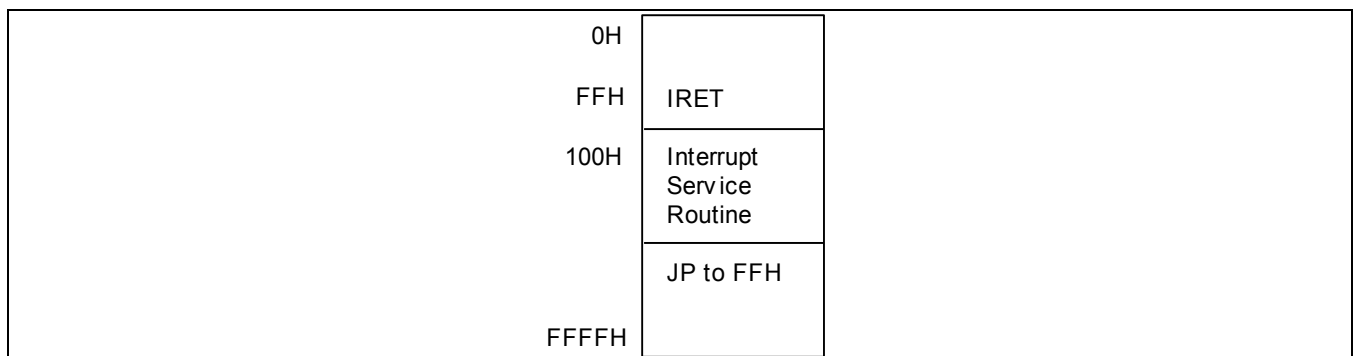 0H
FFH IRET
100H Interrupt
Service
Routine
JP to FFH
FFFFH